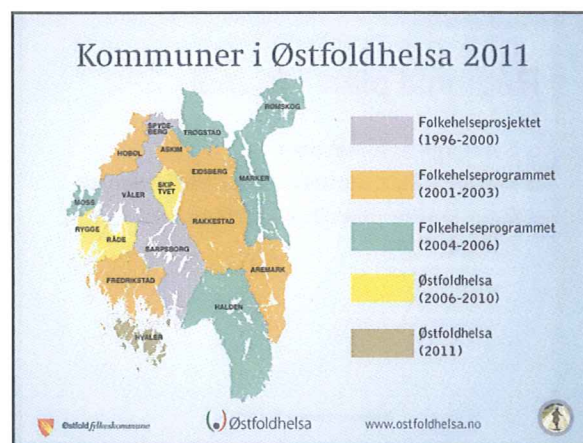 Kommuner i Østfoldhelsa 2011
RØMSKOG
SPYDE-
BERG
TRØGSTAD
HOBØL
ASKIM
EIDSBERG
MARKER
SKIP-
TVET
VÅLER
MOSS
RAKKESTAD
RYGGE
RÅDE
SARPSBORG
AREMARK
FREDRIKSTAD
HALDEN
HVALER
Folkehelseprosjektet
(1996-2000)
Folkehelseprogrammet
(2001-2003)
Folkehelseprogrammet
(2004-2006)
Østfoldhelsa
(2006-2010)
Østfoldhelsa
(2011)
Østfold fylkeskommune
Østfoldhelsa
www.ostfoldhelsa.no